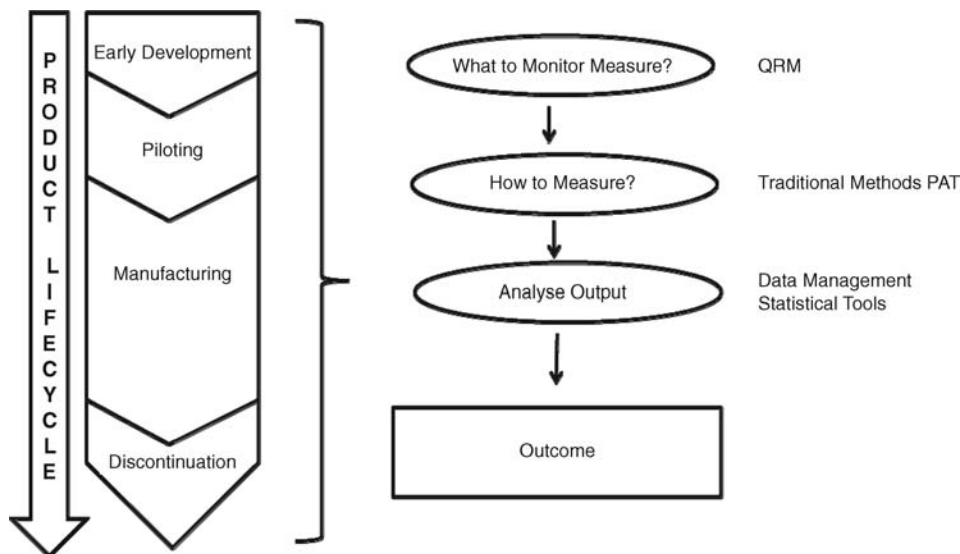 PRODUCT LIFECYCLE
Early Development
Piloting
Manufacturing
Discontinuation
What to Monitor Measure?
QRM
How to Measure?
Traditional Methods PAT
Analyse Output
Data Management
Statistical Tools
Outcome